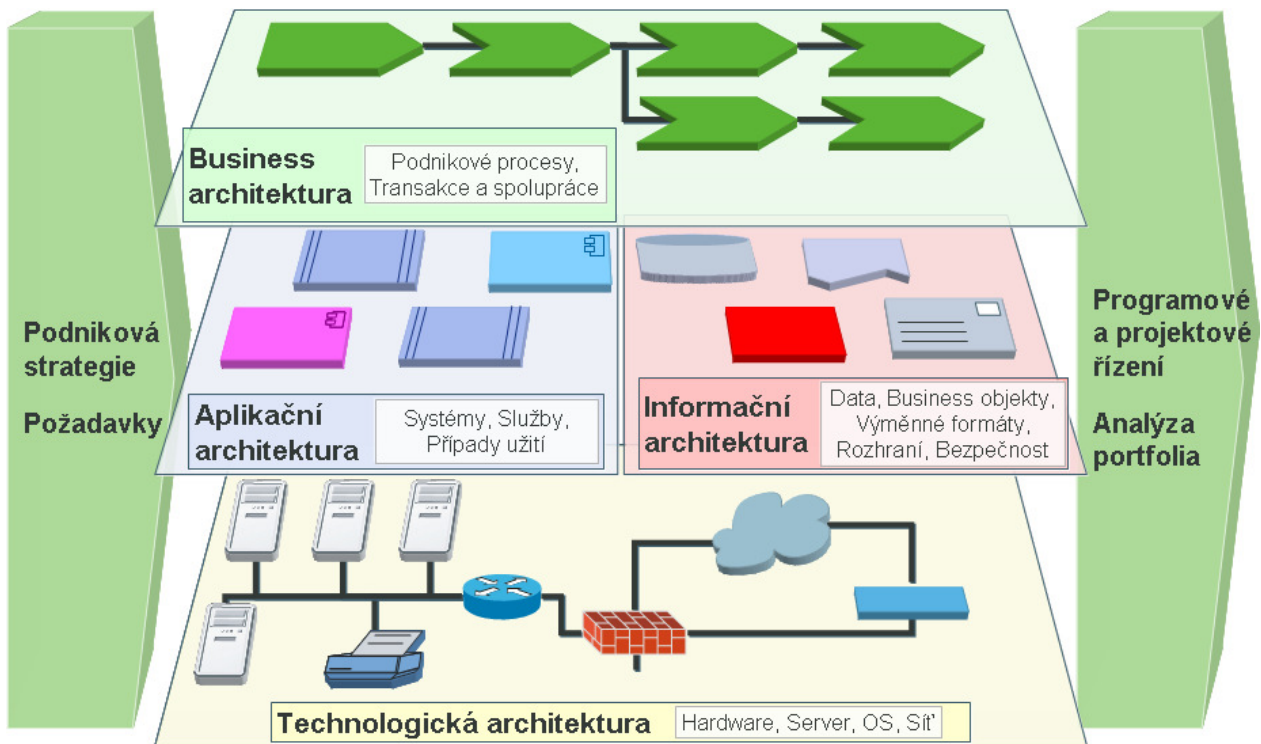 Business
architektura
Podnikové procesy,
Transakce a spolupráce
Podniková
strategie
Požadavky
Aplikační
architektura
Systémy, Služby,
Případy užití
Informační
architektura
Data, Business objekty,
Výměnné formáty,
Rozhraní, Bezpečnost
Programové
a projektové
řízení
Analýza
portfolia
Technologická architektura
Hardware, Server, OS, Síť